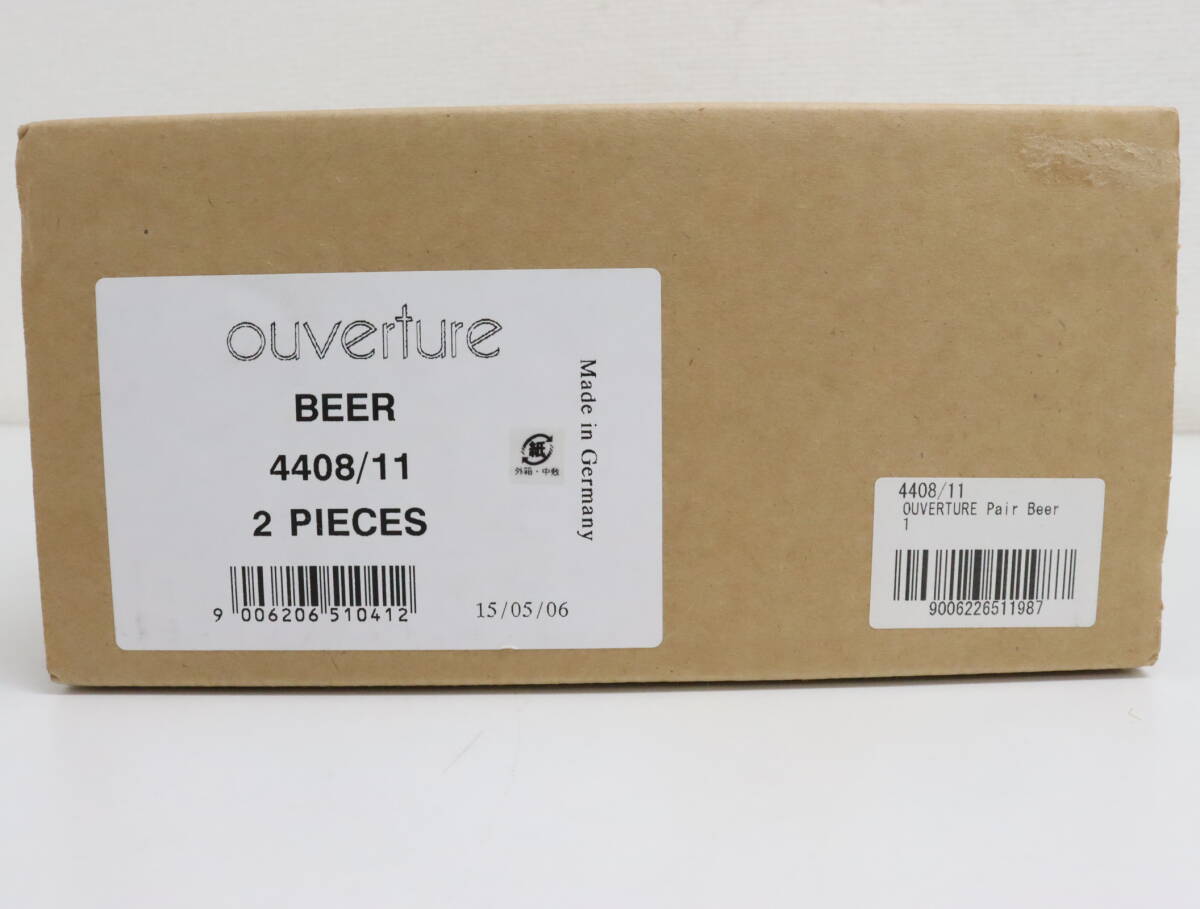 ouverture
BEER
4408/11
2 PIECES
9 006206 510412
15/05/06
Made in Germany
紙
外箱・中敷
4408/11
OUVERTURE Pair Beer
1
9006226511987